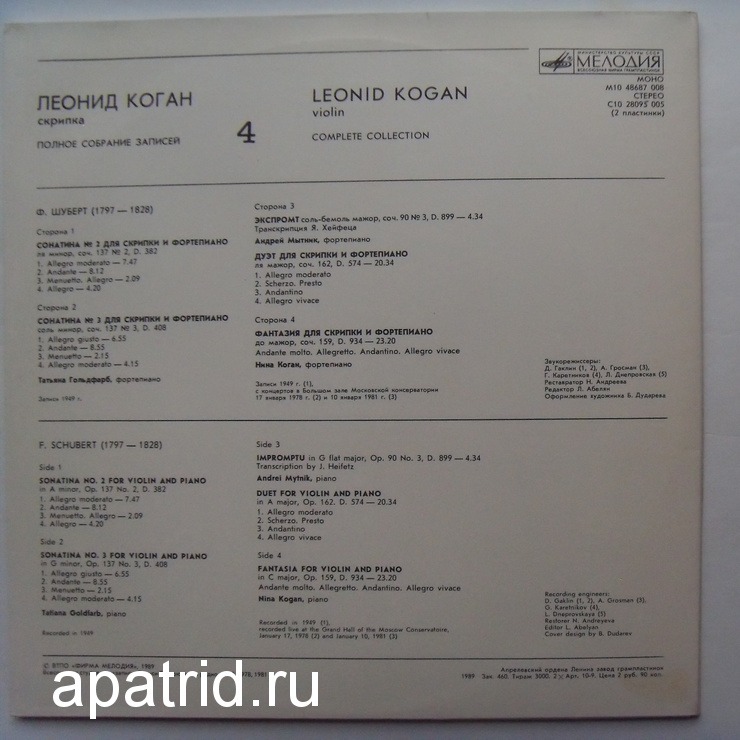 МИНИСТЕРСТВО КУЛЬТУРЫ СССР
МЕЛОДИЯ
ВСЕСОЮЗНАЯ ФИРМА ГРАМПЛАСТИНОК
МОНО
М10 48687 008
СТЕРЕО
С10 28095 005
(2 пластинки)
ЛЕОНИД КОГАН
скрипка
ПОЛНОЕ СОБРАНИЕ ЗАПИСЕЙ
4
LEONID KOGAN
violin
COMPLETE COLLECTION
Ф. ШУБЕРТ (1797 — 1828)
Сторона 1
СОНАТИНА № 2 ДЛЯ СКРИПКИ И ФОРТЕПИАНО
ля минор, соч. 137 № 2, D. 382
1. Allegro moderato — 7.47
2. Andante — 8.12
3. Menuetto. Allegro — 2.09
4. Allegro — 4.20
Сторона 2
СОНАТИНА № 3 ДЛЯ СКРИПКИ И ФОРТЕПИАНО
соль минор, соч. 137 № 3, D. 408
1. Allegro giusto — 6.55
2. Andante — 8.55
3. Menuetto — 2.15
4. Allegro moderato — 4.15
Татьяна Гольдфарб, фортепиано
Записи 1949 г.
Сторона 3
ЭКСПРОМТ соль-бемоль мажор, соч. 90 № 3, D. 899 — 4.34
Транскрипция Я. Хейфеца
Андрей Мытник, фортепиано
ДУЭТ ДЛЯ СКРИПКИ И ФОРТЕПИАНО
ля мажор, соч. 162, D. 574 — 20.34
1. Allegro moderato
2. Scherzo. Presto
3. Andantino
4. Allegro vivace
Сторона 4
ФАНТАЗИЯ ДЛЯ СКРИПКИ И ФОРТЕПИАНО
до мажор, соч. 159, D. 934 — 23.20
Andante molto. Allegretto. Andantino. Allegro vivace
Нина Коган, фортепиано
Записи 1949 г. (1),
с концертов в Большом зале Московской консерватории
17 января 1978 г. (2) и 10 января 1981 г. (3)
Звукорежиссеры:
Д. Гаклин (1, 2), А. Гросман (3),
Г. Каретников (4), Л. Днепровская (5)
Реставратор Н. Андреева
Редактор Л. Абелян
Оформление художника Б. Дударева
F. SCHUBERT (1797 — 1828)
Side 1
SONATINA NO. 2 FOR VIOLIN AND PIANO
in A minor, Op. 137 No. 2, D. 382
1. Allegro moderato — 7.47
2. Andante — 8.12
3. Menuetto. Allegro — 2.09
4. Allegro — 4.20
Side 2
SONATINA NO. 3 FOR VIOLIN AND PIANO
in G minor, Op. 137 No. 3, D. 408
1. Allegro giusto — 6.55
2. Andante — 8.55
3. Menuetto — 2.15
4. Allegro moderato — 4.15
Tatiana Goldfarb, piano
Recorded in 1949
Side 3
IMPROMPTU in G flat major, Op. 90 No. 3, D. 899 — 4.34
Transcription by J. Heifetz
Andrei Mytnik, piano
DUET FOR VIOLIN AND PIANO
in A major, Op. 162. D. 574 — 20.34
1. Allegro moderato
2. Scherzo. Presto
3. Andantino
4. Allegro vivace
Side 4
FANTASIA FOR VIOLIN AND PIANO
in C major, Op. 159, D. 934 — 23.20
Andante molto. Allegretto. Andantino. Allegro vivace
Nina Kogan, piano
Recorded in 1949 (1),
recorded live at the Grand Hall of the Moscow Conservatoire,
January 17, 1978 (2) and January 10, 1981 (3)
Recording engineers:
D. Gaklin (1, 2), A. Grosman (3),
G. Karetnikov (4),
L. Dneprovskaya (5)
Restorer N. Andreyeva
Editor L. Abelyan
Cover design by B. Dudarev
© ВТПО «ФИРМА МЕЛОДИЯ», 1989
1978, 1981
Апрелевский ордена Ленина завод грампластинок
1989 Зак. 460. Тираж 3000. 2× Арт. 10-9. Цена 2 руб. 90 коп.
apatrid.ru